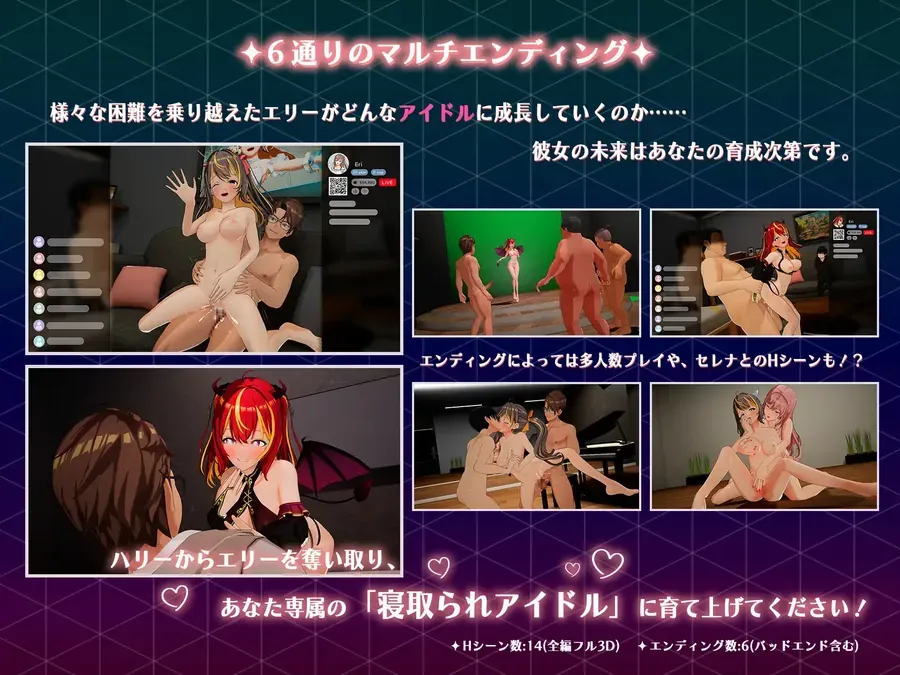 ✦6通りのマルチエンディング✦
様々な困難を乗り越えたエリーがどんなアイドルに成長していくのか……
彼女の未来はあなたの育成次第です。
Eri
LIVE
エンディングによっては多人数プレイや、セレナとのHシーンも！？
ハリーからエリーを奪い取り、
あなた専属の「寝取られアイドル」に育て上げてください！
✦Hシーン数:14(全編フル3D) ✦エンディング数:6(バッドエンド含む)